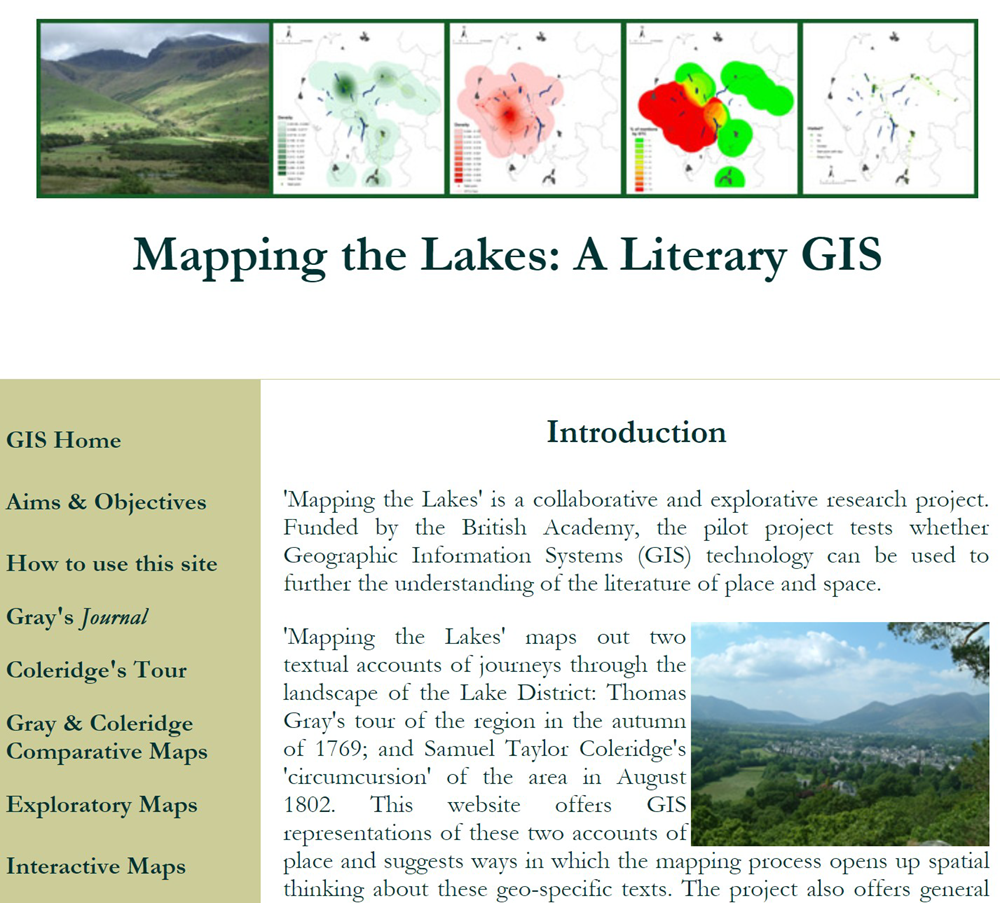 Mapping the Lakes: A Literary GIS
GIS Home
Aims & Objectives
How to use this site
Gray's Journal
Coleridge's Tour
Gray & Coleridge
Comparative Maps
Exploratory Maps
Interactive Maps
Introduction
'Mapping the Lakes' is a collaborative and explorative research project.
Funded by the British Academy, the pilot project tests whether
Geographic Information Systems (GIS) technology can be used to
further the understanding of the literature of place and space.
'Mapping the Lakes' maps out two
textual accounts of journeys through the
landscape of the Lake District: Thomas
Gray's tour of the region in the autumn
of 1769; and Samuel Taylor Coleridge's
'circumcursion' of the area in August
1802. This website offers GIS
representations of these two accounts of
place and suggests ways in which the mapping process opens up spatial
thinking about these geo-specific texts. The project also offers general